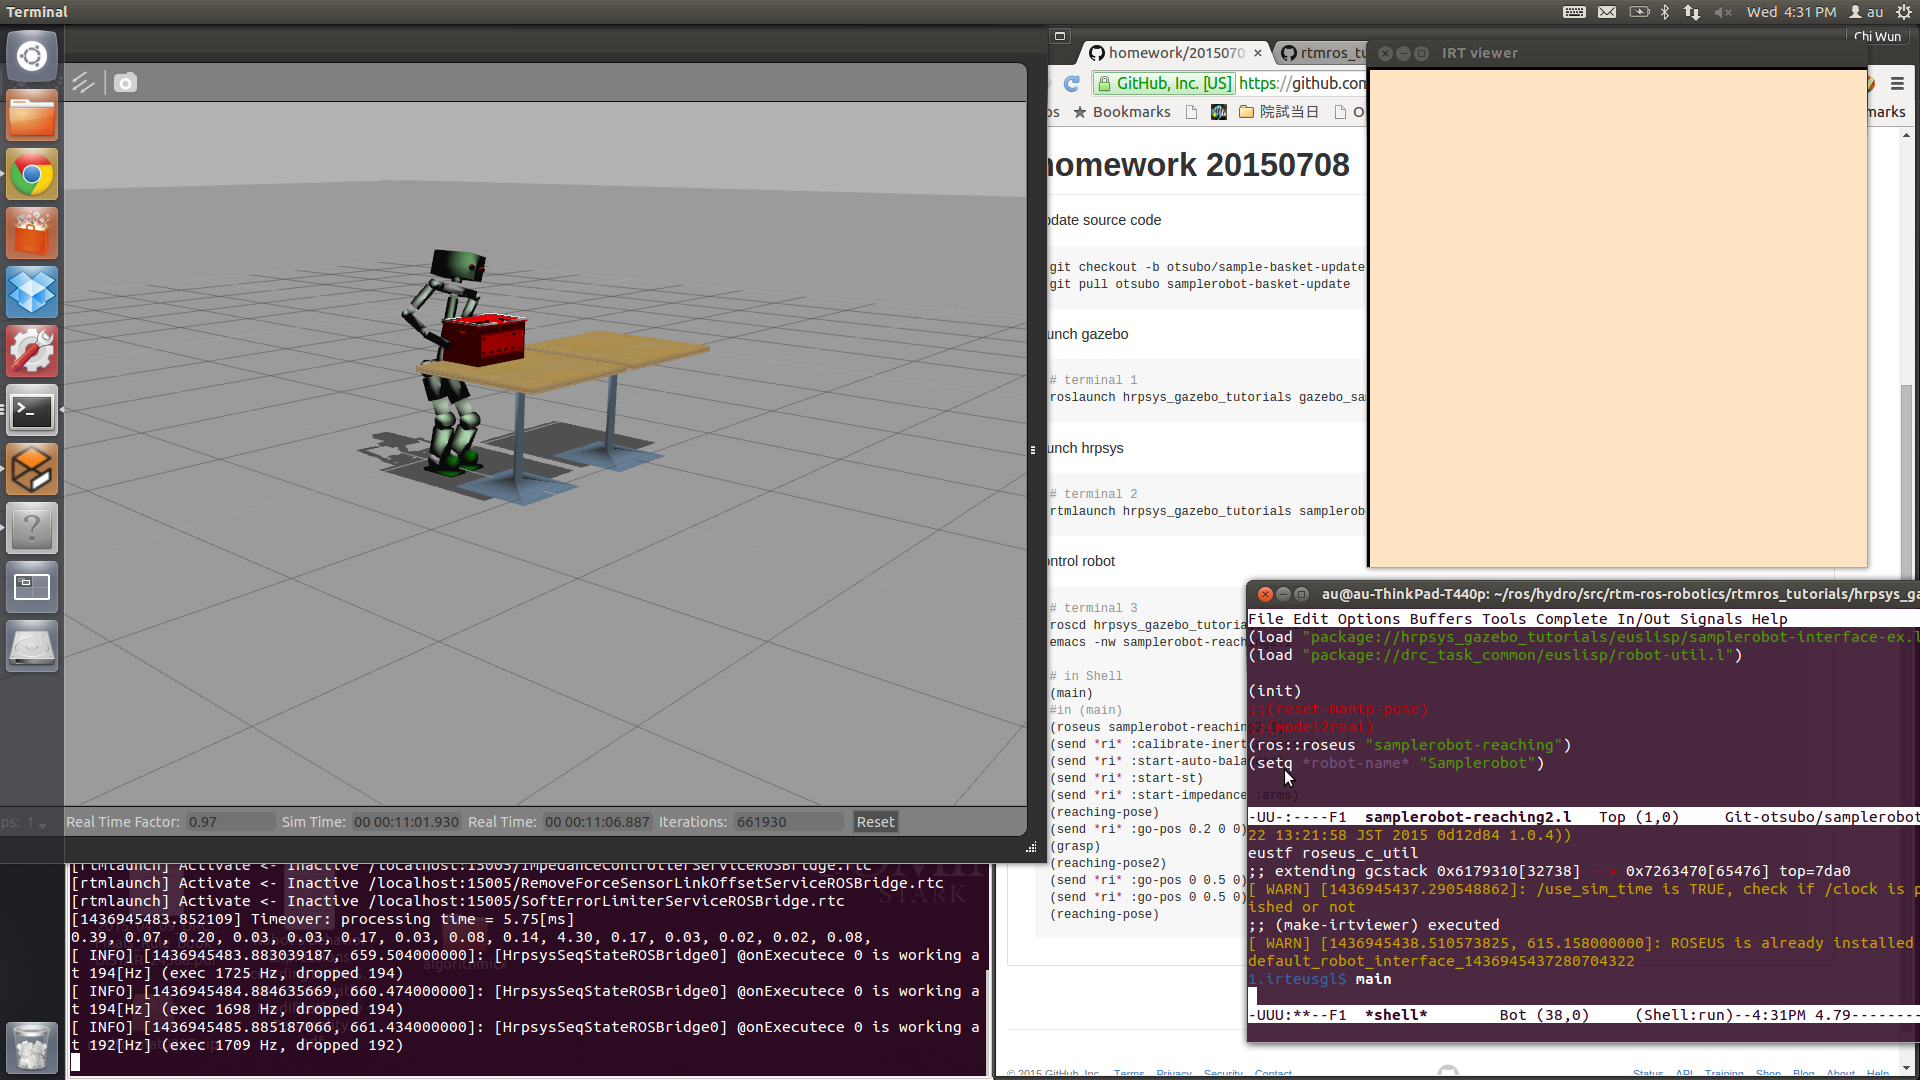 Terminal
Wed 4:31 PM
au
Chi Wun
homework/2015070
rtmros_tu
IRT viewer
GitHub, Inc. [US] https://github.com
ps
Bookmarks
院試当日
O
marks
homework 20150708
update source code
git checkout -b otsubo/sample-basket-update
git pull otsubo samplerobot-basket-update
unch gazebo
# terminal 1
roslaunch hrpsys_gazebo_tutorials gazebo_sa
unch hrpsys
# terminal 2
rtmlaunch hrpsys_gazebo_tutorials samplerob
ontrol robot
# terminal 3
roscd hrpsys_gazebo_tutoria
emacs -nw samplerobot-reach
# in Shell
(main)
#in (main)
(roseus samplerobot-reachin
(send *ri* :calibrate-inert
(send *ri* :start-auto-bala
(send *ri* :start-st)
(send *ri* :start-impedance :arms)
(reaching-pose)
(send *ri* :go-pos 0.2 0 0)
(grasp)
(reaching-pose2)
(send *ri* :go-pos 0 0.5 0)
(send *ri* :go-pos 0 0.5 0)
(reaching-pose)
© 2015 GitHub, Inc. Terms Privacy Security Contact
Status API Training Shop Blog About Help
au@au-ThinkPad-T440p: ~/ros/hydro/src/rtm-ros-robotics/rtmros_tutorials/hrpsys_ga
File Edit Options Buffers Tools Complete In/Out Signals Help
(load "package://hrpsys_gazebo_tutorials/euslisp/samplerobot-interface-ex.l
(load "package://drc_task_common/euslisp/robot-util.l")
(init)
;;(reset-manip-pose)
;;(model2real)
(ros::roseus "samplerobot-reaching")
(setq *robot-name* "Samplerobot")
-UU-:----F1 samplerobot-reaching2.l Top (1,0) Git-otsubo/samplerobot
22 13:21:58 JST 2015 0d12d84 1.0.4))
eustf roseus_c_util
;; extending gcstack 0x6179310[32738] --> 0x7263470[65476] top=7da0
[ WARN] [1436945437.290548862]: /use_sim_time is TRUE, check if /clock is p
ished or not
;; (make-irtviewer) executed
[ WARN] [1436945438.510573825, 615.158000000]: ROSEUS is already installed
default_robot_interface_1436945437280704322
1.irteusgl$ main
-UUU:**--F1 *shell* Bot (38,0) (Shell:run)--4:31PM 4.79--------
ps: 1
Real Time Factor: 0.97 Sim Time: 00 00:11:01.930 Real Time: 00 00:11:06.887 Iterations: 661930 Reset
[rtmlaunch] Activate <- Inactive /localhost:15005/ImpedanceControllerServiceROSBridge.rtc
[rtmlaunch] Activate <- Inactive /localhost:15005/RemoveForceSensorLinkOffsetServiceROSBridge.rtc
[rtmlaunch] Activate <- Inactive /localhost:15005/SoftErrorLimiterServiceROSBridge.rtc
[1436945483.852109] Timeover: processing time = 5.75[ms]
0.39, 0.07, 0.20, 0.03, 0.03, 0.17, 0.03, 0.08, 0.14, 4.30, 0.17, 0.03, 0.02, 0.02, 0.08,
[ INFO] [1436945483.883039187, 659.504000000]: [HrpsysSeqStateROSBridge0] @onExecutece 0 is working a
t 194[Hz] (exec 1725 Hz, dropped 194)
[ INFO] [1436945484.884635669, 660.474000000]: [HrpsysSeqStateROSBridge0] @onExecutece 0 is working a
t 194[Hz] (exec 1698 Hz, dropped 194)
[ INFO] [1436945485.885187066, 661.434000000]: [HrpsysSeqStateROSBridge0] @onExecutece 0 is working a
t 192[Hz] (exec 1709 Hz, dropped 192)
STARK
algorithmick